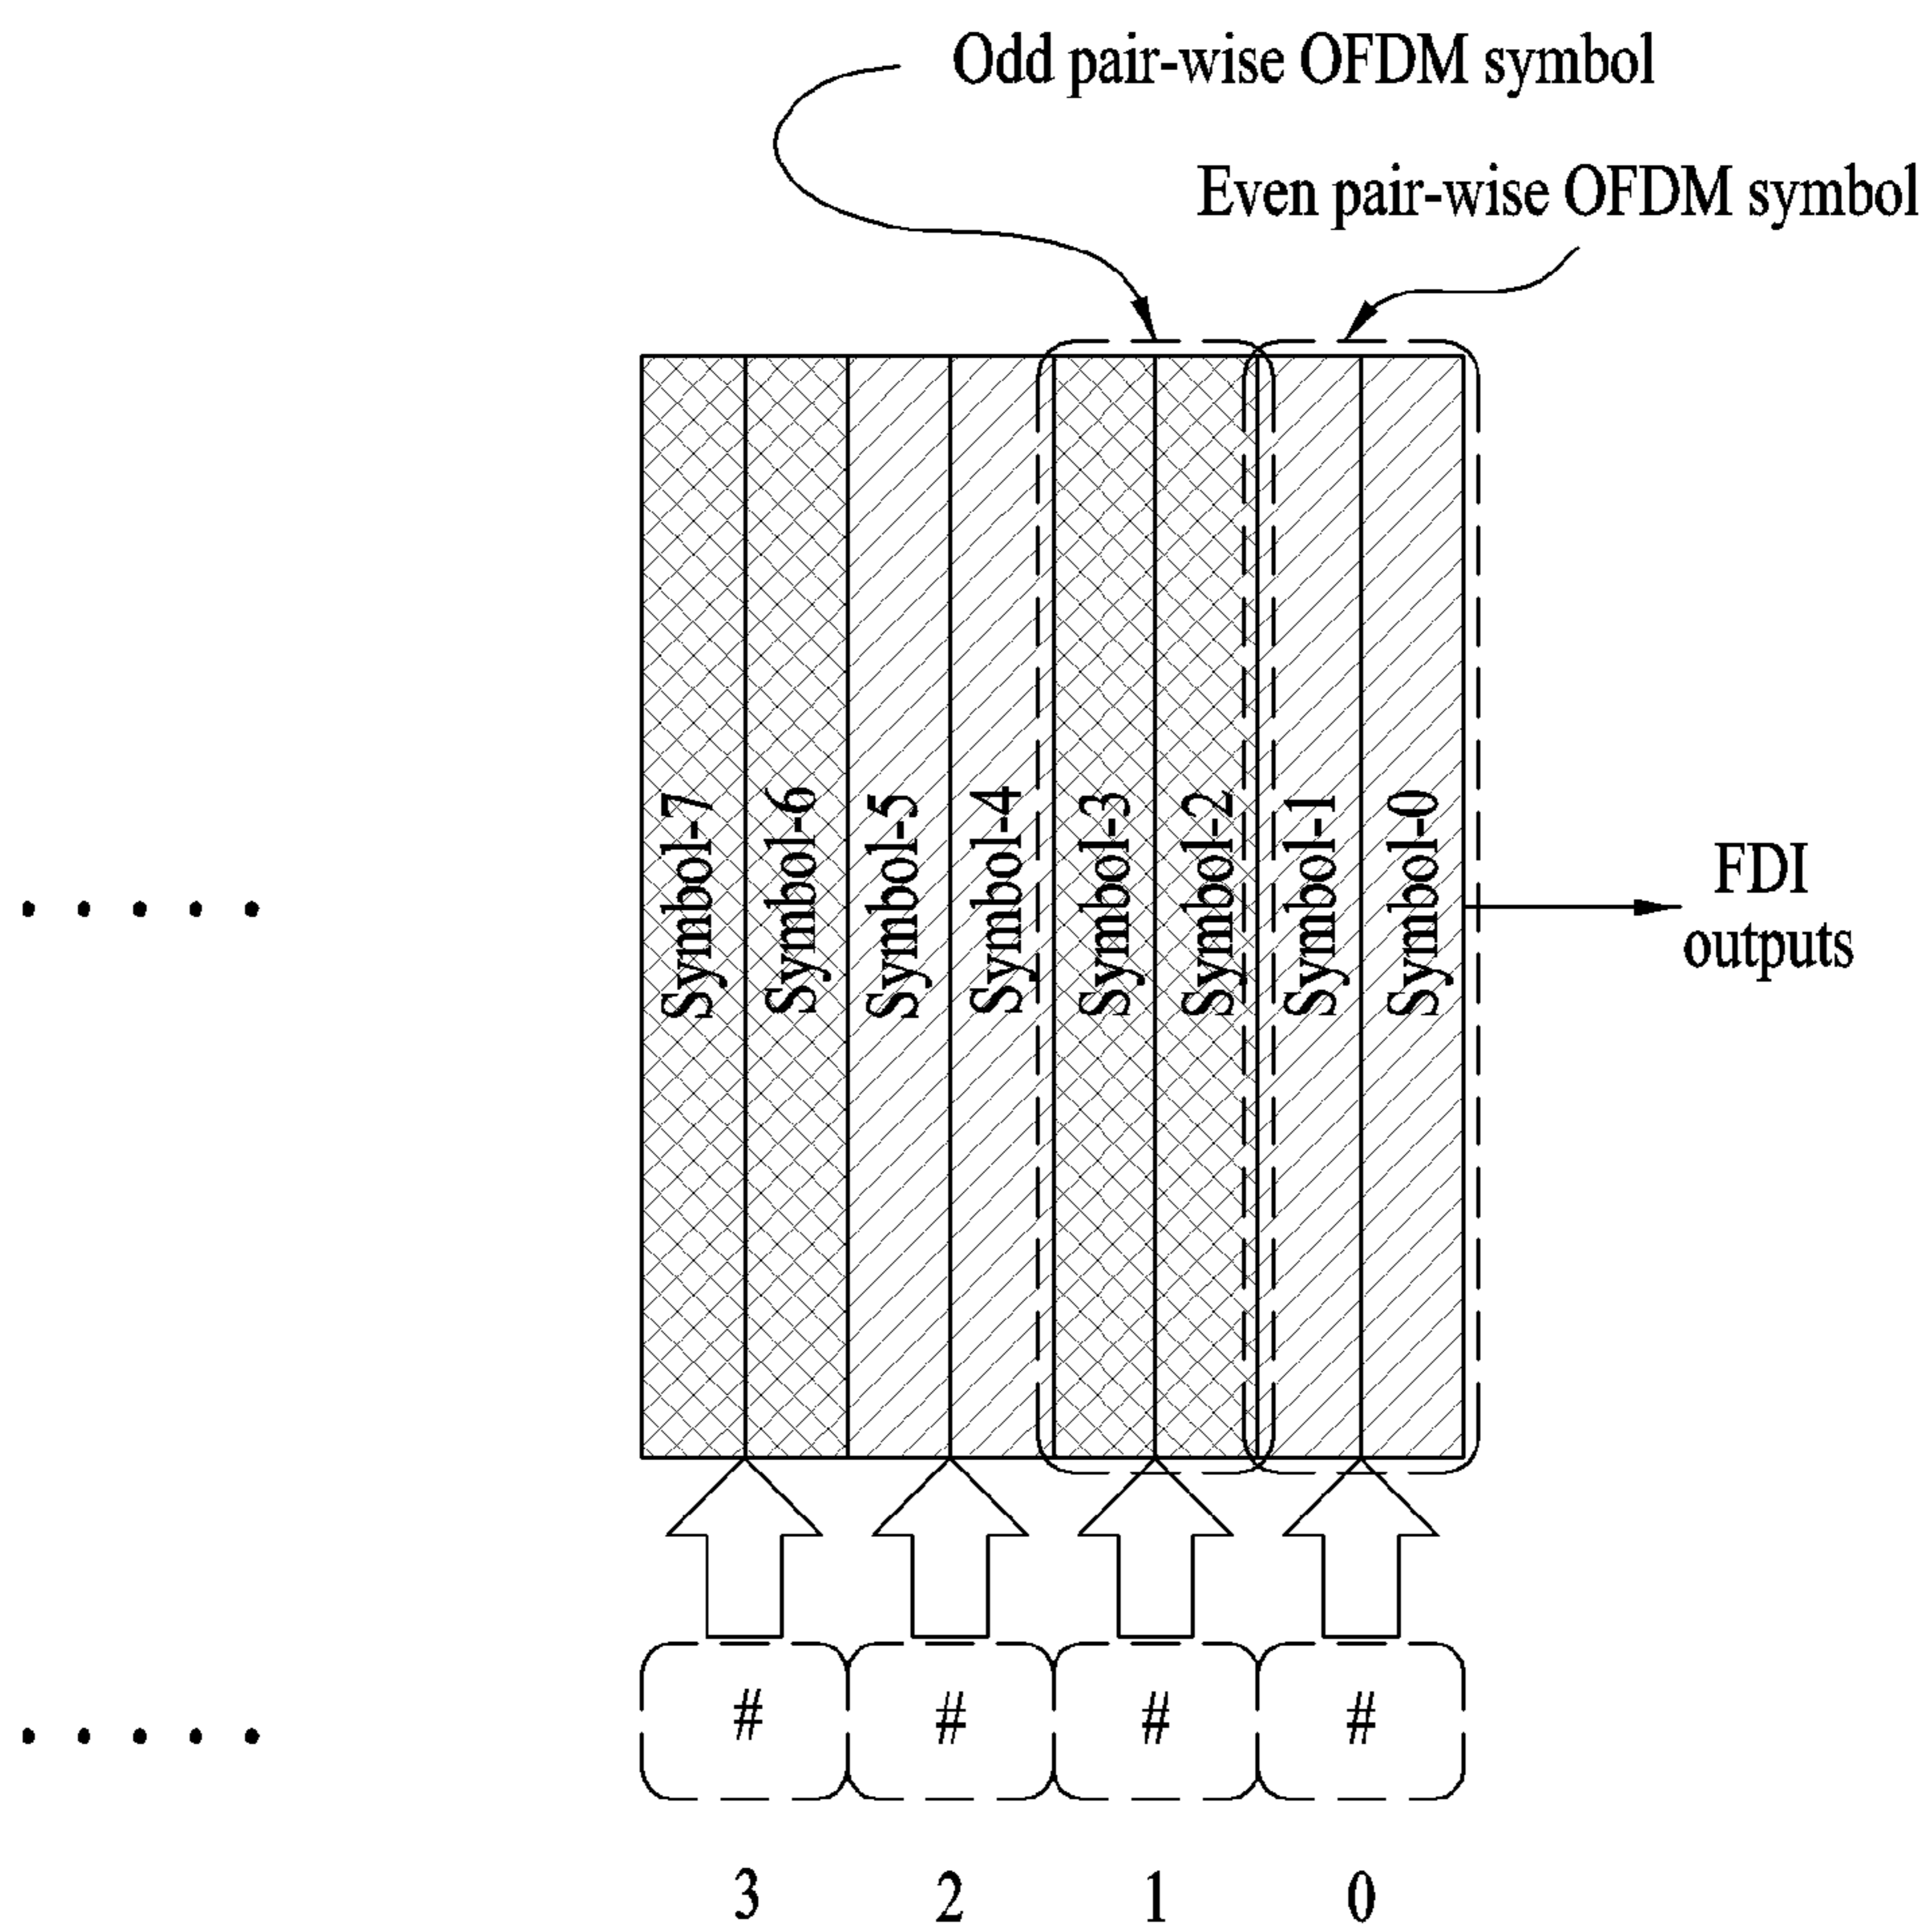 Odd pair-wise OFDM symbol
Even pair-wise OFDM symbol
Symbol-7
Symbol-6
Symbol-5
Symbol-4
Symbol-3
Symbol-2
Symbol-1
Symbol-0
FDI
outputs
# # # #
3 2 1 0